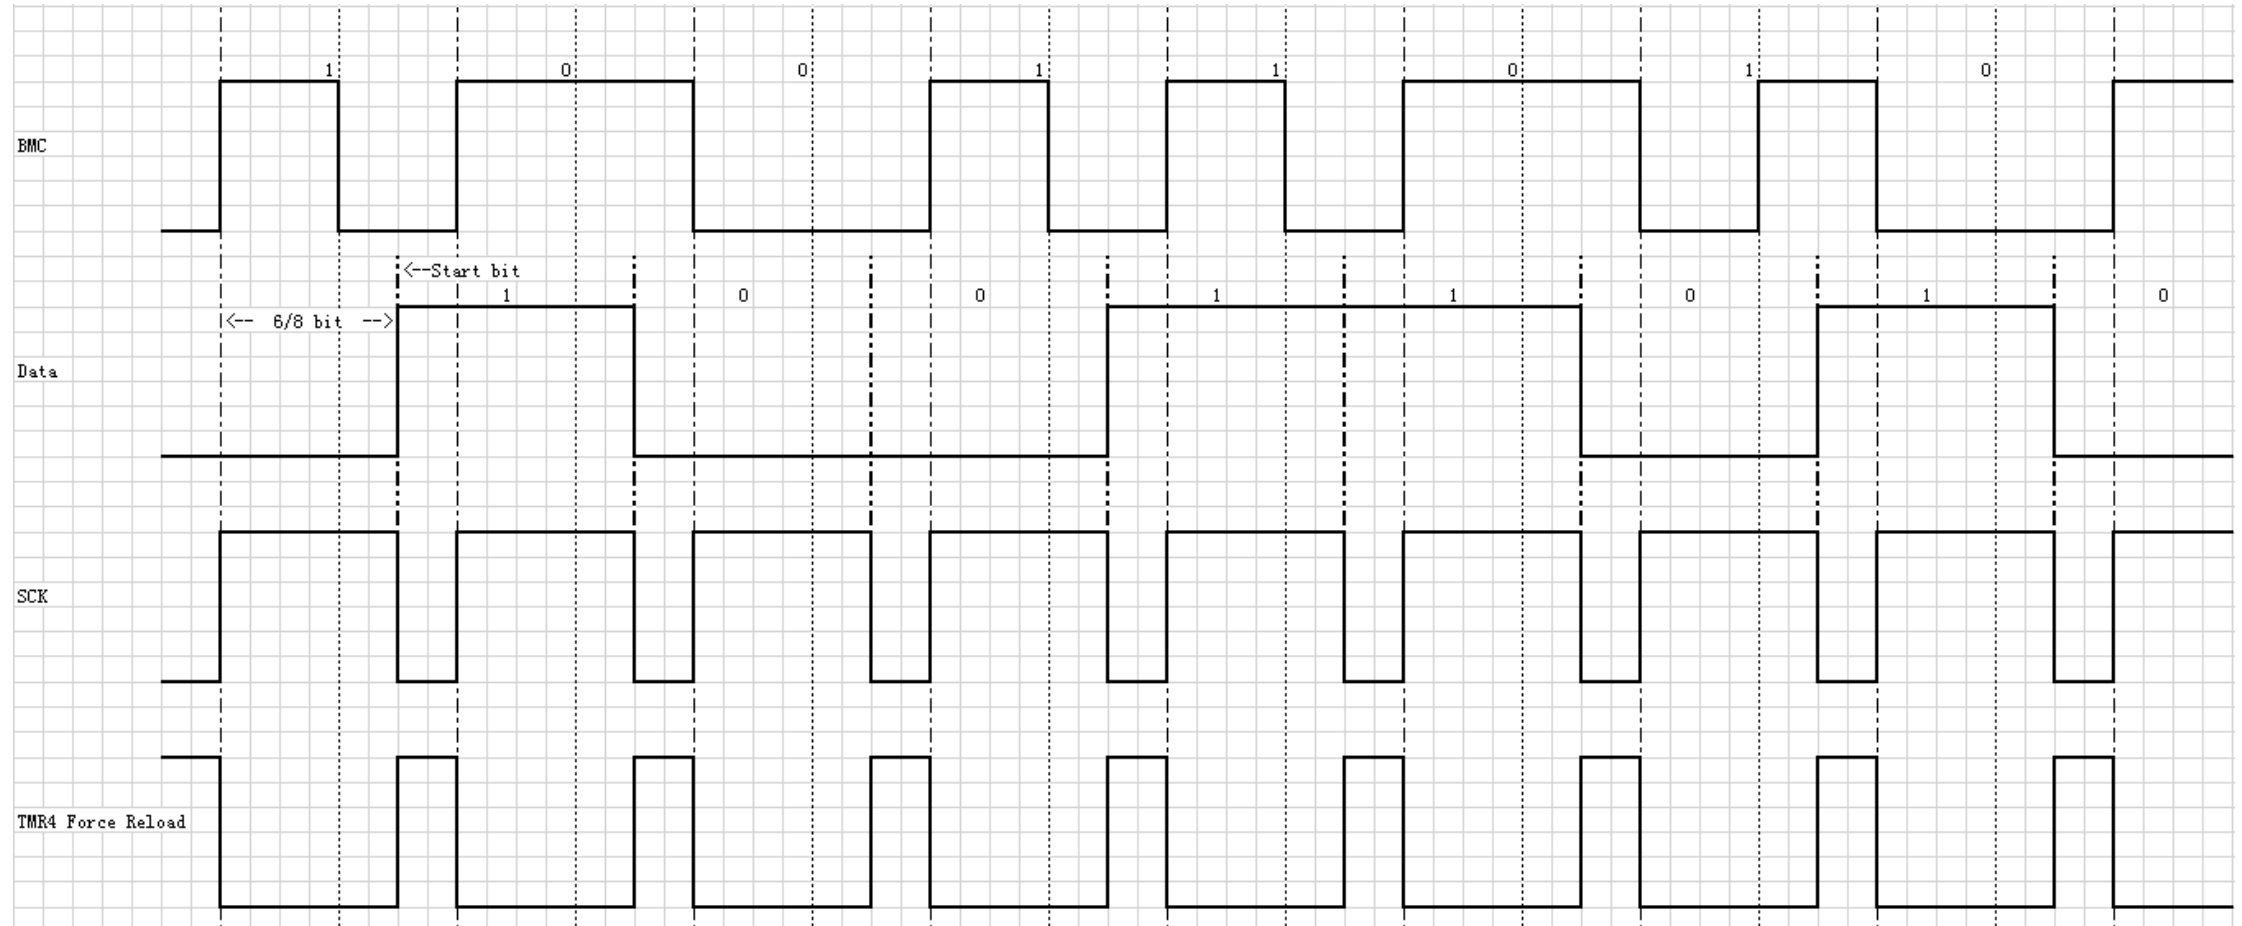 1 0 0 1 1 0 1 0
BMC
<--Start bit
1 0 0 1 1 0 1 0
<-- 6/8 bit -->
Data
SCK
TMR4 Force Reload